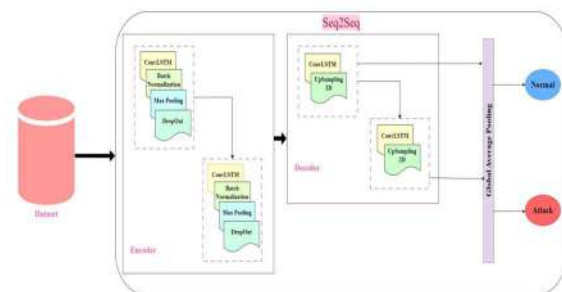 Seq2Seq
ConvLSTM
Batch
Normalization
Max Pooling
DropOut
ConvLSTM
Batch
Normalization
Max Pooling
DropOut
Encoder
ConvLSTM
UpSampling
2D
ConvLSTM
UpSampling
2D
Decoder
Global Average Pooling
Normal
Attack
Dataset